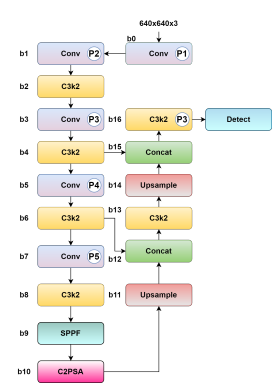 640x640x3
b0
b1
Conv
P2
Conv
P1
b2
C3k2
b3
Conv
P3
b16
C3k2
P3
Detect
b15
b4
C3k2
Concat
b5
Conv
P4
b14
Upsample
b13
b6
C3k2
C3k2
b7
Conv
P5
b12
Concat
b8
C3k2
b11
Upsample
b9
SPPF
b10
C2PSA